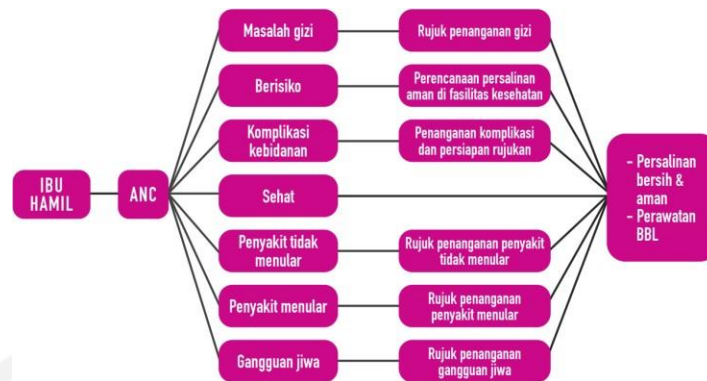 IBU
HAMIL
ANC
Masalah gizi
Rujuk penanganan gizi
Berisiko
Perencanaan persalinan
aman di fasilitas kesehatan
Komplikasi
kebidanan
Penanganan komplikasi
dan persiapan rujukan
Sehat
Penyakit tidak
menular
Rujuk penanganan penyakit
tidak menular
Penyakit menular
Rujuk penanganan
penyakit menular
Gangguan jiwa
Rujuk penanganan
gangguan jiwa
- Persalinan
bersih &
aman
- Perawatan
BBL